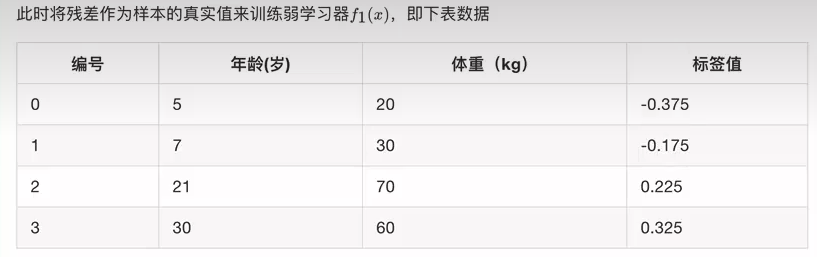 此时将残差作为样本的真实值来训练弱学习器f₁(x)，即下表数据
编号 年龄(岁) 体重（kg） 标签值
0 5 20 -0.375
1 7 30 -0.175
2 21 70 0.225
3 30 60 0.325